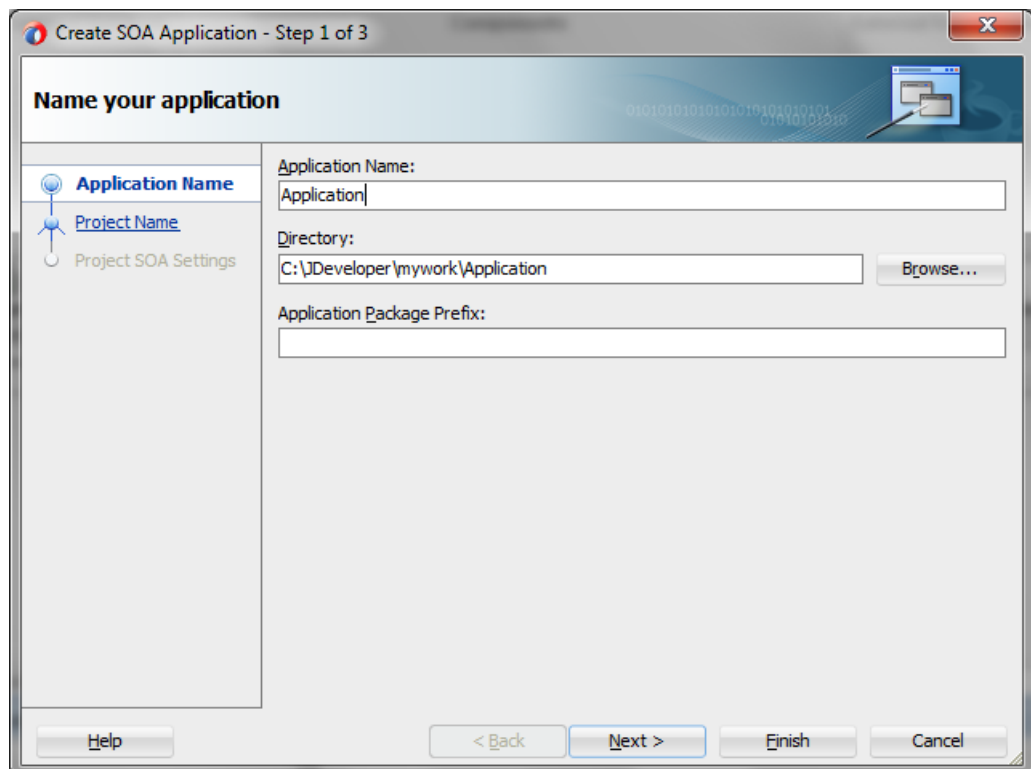 Create SOA Application - Step 1 of 3
Name your application
Application Name
Project Name
Project SOA Settings
Application Name:
Application
Directory:
C:\JDeveloper\mywork\Application
Browse...
Application Package Prefix:
Help
< Back
Next >
Finish
Cancel